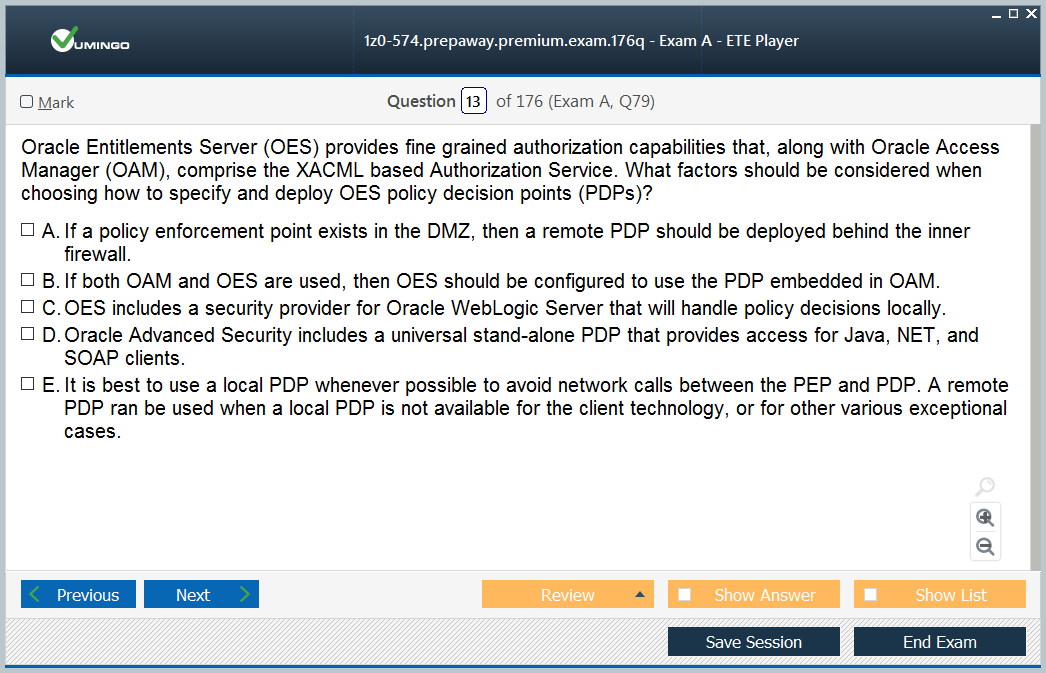 VUMINGO
1z0-574.prepaway.premium.exam.176q - Exam A - ETE Player
Mark
Question 13 of 176 (Exam A, Q79)
Oracle Entitlements Server (OES) provides fine grained authorization capabilities that, along with Oracle Access
Manager (OAM), comprise the XACML based Authorization Service. What factors should be considered when
choosing how to specify and deploy OES policy decision points (PDPs)?
A. If a policy enforcement point exists in the DMZ, then a remote PDP should be deployed behind the inner
firewall.
B. If both OAM and OES are used, then OES should be configured to use the PDP embedded in OAM.
C. OES includes a security provider for Oracle WebLogic Server that will handle policy decisions locally.
D. Oracle Advanced Security includes a universal stand-alone PDP that provides access for Java, NET, and
SOAP clients.
E. It is best to use a local PDP whenever possible to avoid network calls between the PEP and PDP. A remote
PDP ran be used when a local PDP is not available for the client technology, or for other various exceptional
cases.
Previous
Next
Review
Show Answer
Show List
Save Session
End Exam